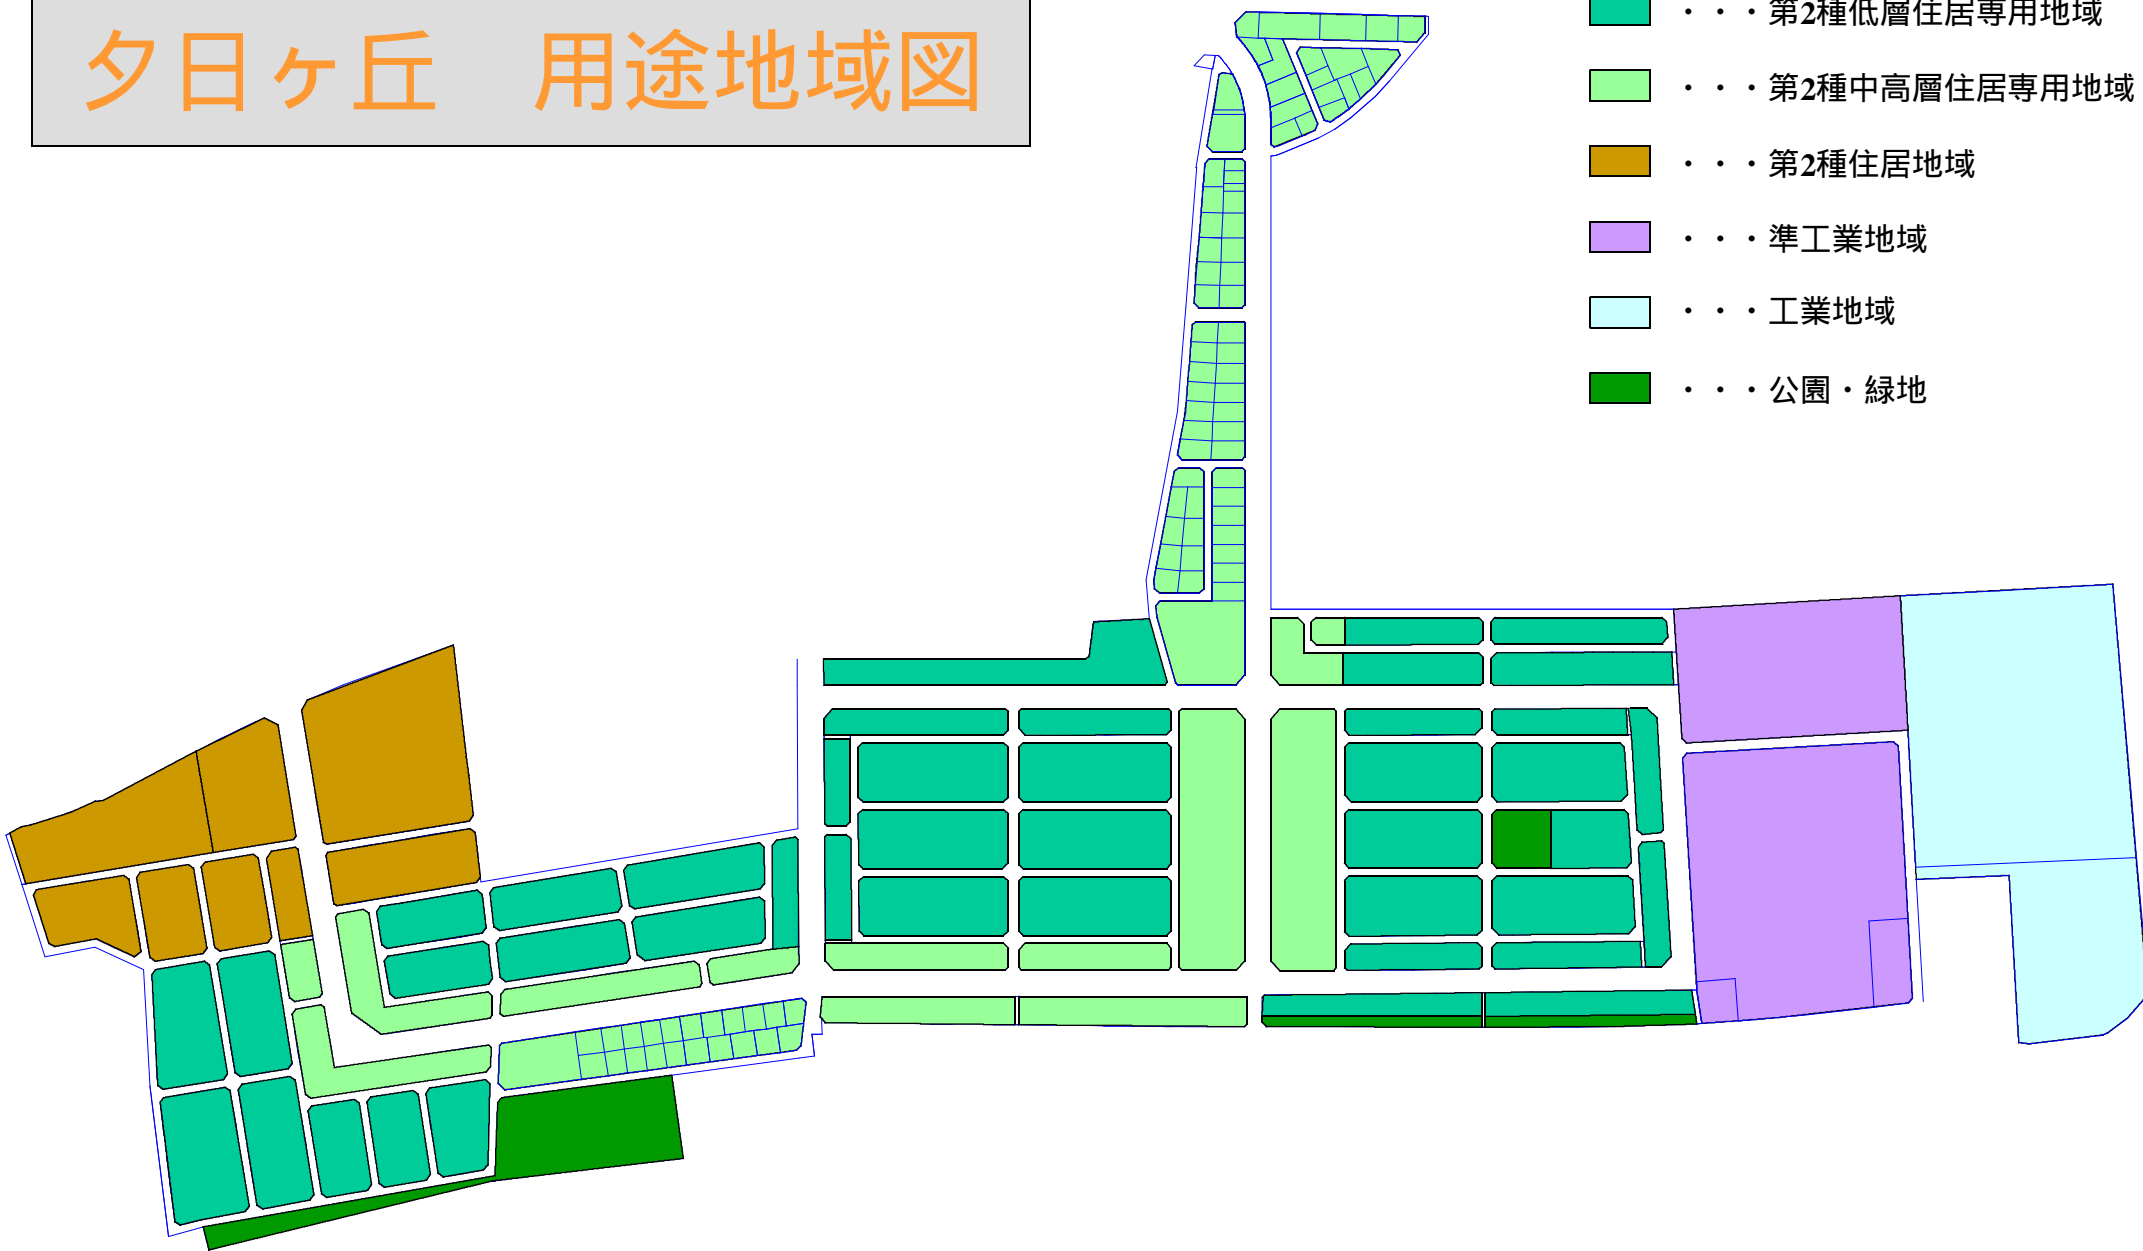 夕日ヶ丘　用途地域図
・・・第2種低層住居専用地域
・・・第2種中高層住居専用地域
・・・第2種住居地域
・・・準工業地域
・・・工業地域
・・・公園・緑地